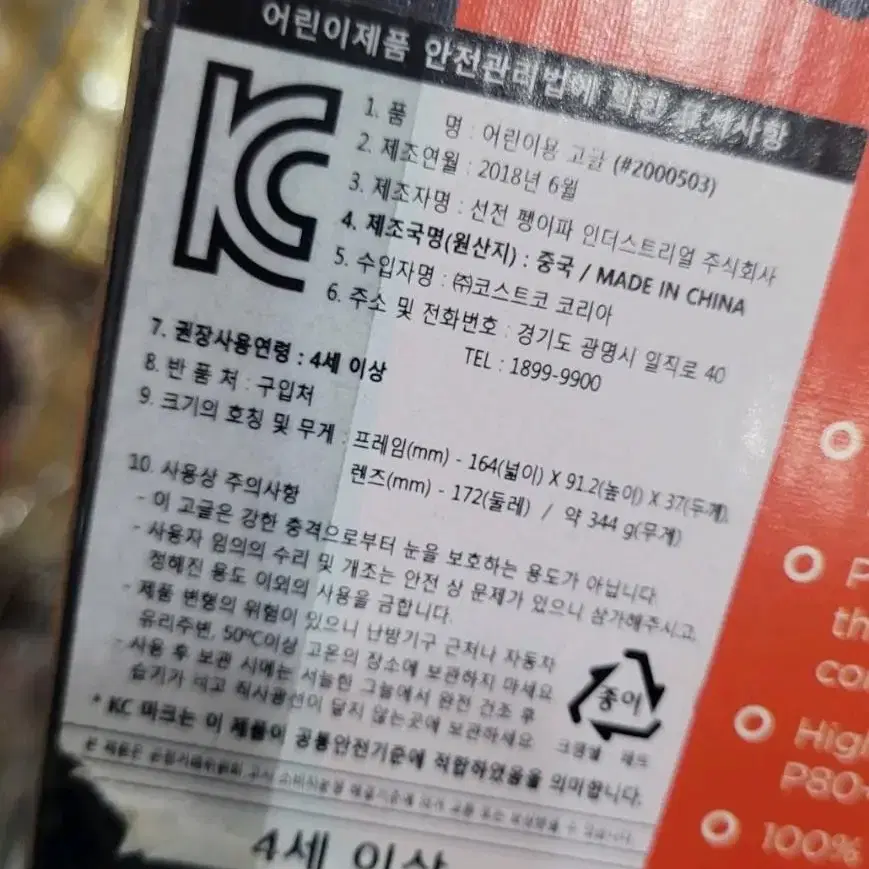 어린이제품 안전관리법에 의한 표시사항
KC
1. 품 명 : 어린이용 고글 (#2000503)
2. 제조연월 : 2018년 6월
3. 제조자명 : 선전 펭이파 인더스트리얼 주식회사
4. 제조국명(원산지) : 중국 / MADE IN CHINA
5. 수입자명 : ㈜코스트코 코리아
6. 주소 및 전화번호 : 경기도 광명시 일직로 40
TEL : 1899-9900
7. 권장사용연령 : 4세 이상
8. 반 품 처 : 구입처
9. 크기의 호칭 및 무게 : 프레임(mm) - 164(넓이) X 91.2(높이) X 37(두께),
렌즈(mm) - 172(둘레) / 약 344 g(무게)
10. 사용상 주의사항
- 이 고글은 강한 충격으로부터 눈을 보호하는 용도가 아닙니다.
- 사용자 임의의 수리 및 개조는 안전 상 문제가 있으니 삼가해주시고,
정해진 용도 이외의 사용을 금합니다.
- 제품 변형의 위험이 있으니 난방기구 근처나 자동차
유리주변, 50℃이상 고온의 장소에 보관하지 마세요
- 사용 후 보관 시에는 서늘한 그늘에서 완전 건조 후
습기가 비고 직사광선이 닿지 않는곳에 보관하세요
종이
* KC 마크는 이 제품이 공통안전기준에 적합하였음을 의미합니다.
4세 이상
P
th
co
High
P80
100%